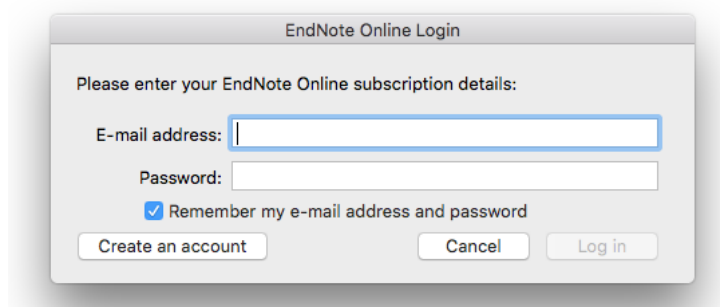 EndNote Online Login
Please enter your EndNote Online subscription details:
E-mail address:
Password:
Remember my e-mail address and password
Create an account Cancel Log in